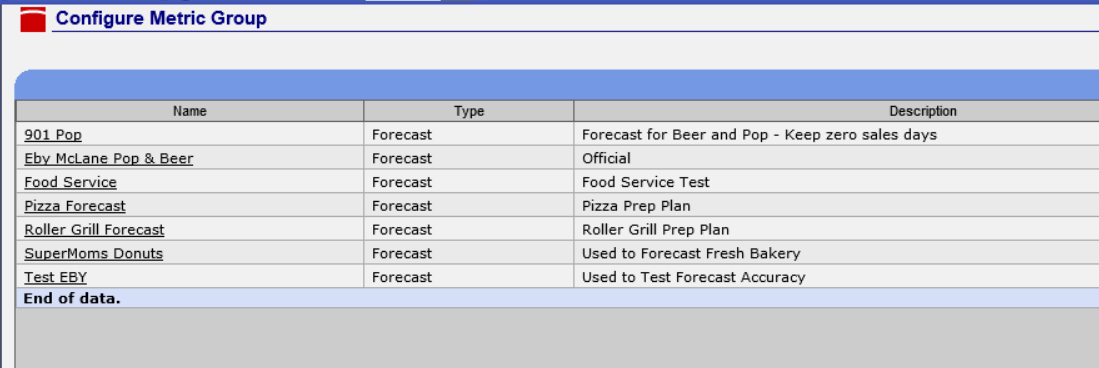 Configure Metric Group
Name Type Description
901 Pop Forecast Forecast for Beer and Pop - Keep zero sales days
Eby McLane Pop & Beer Forecast Official
Food Service Forecast Food Service Test
Pizza Forecast Forecast Pizza Prep Plan
Roller Grill Forecast Forecast Roller Grill Prep Plan
SuperMoms Donuts Forecast Used to Forecast Fresh Bakery
Test EBY Forecast Used to Test Forecast Accuracy
End of data.